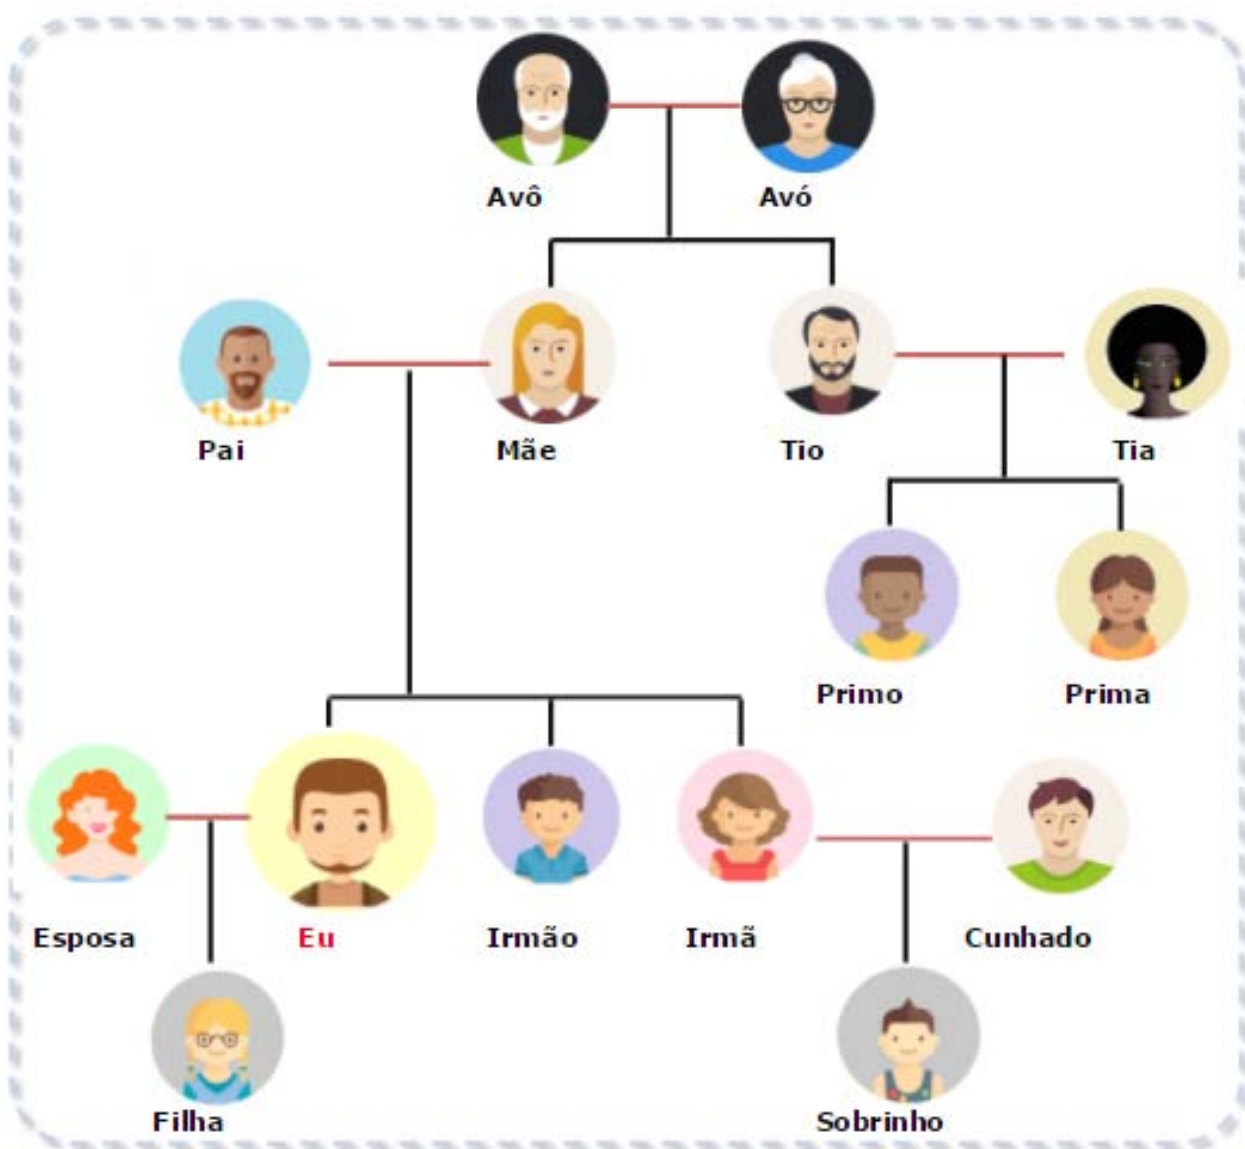 Avô Avó
Pai Mãe Tio Tia
Primo Prima
Esposa Eu Irmão Irmã Cunhado
Filha Sobrinho